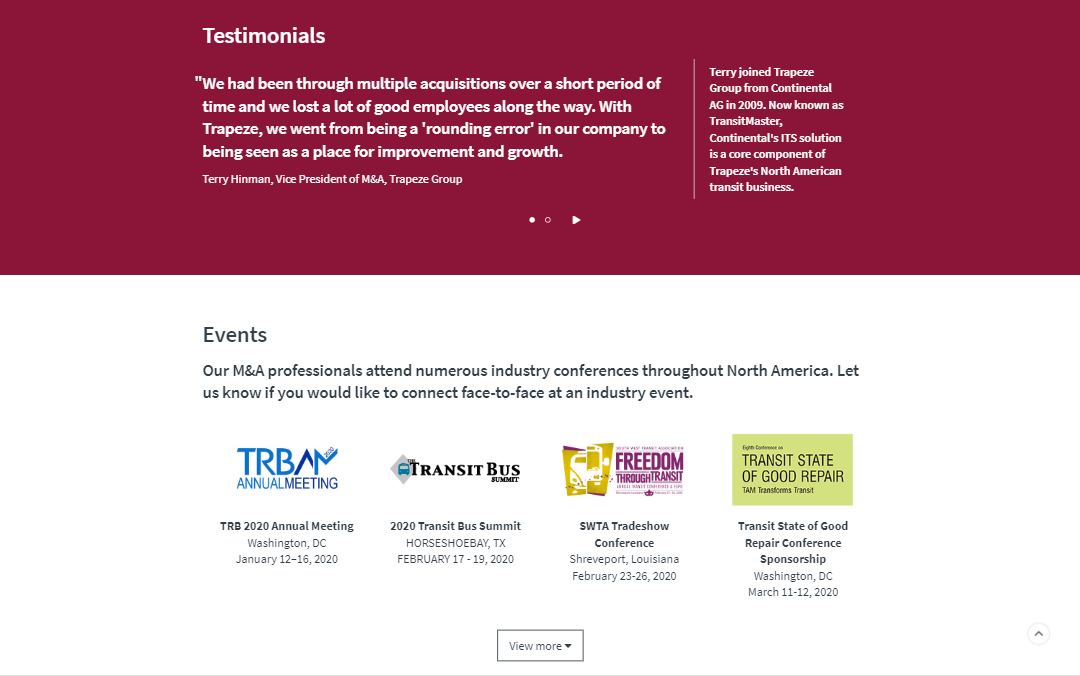 Testimonials
"We had been through multiple acquisitions over a short period of
time and we lost a lot of good employees along the way. With
Trapeze, we went from being a 'rounding error' in our company to
being seen as a place for improvement and growth.
Terry Hinman, Vice President of M&A, Trapeze Group
Terry joined Trapeze
Group from Continental
AG in 2009. Now known as
TransitMaster,
Continental's ITS solution
is a core component of
Trapeze's North American
transit business.
Events
Our M&A professionals attend numerous industry conferences throughout North America. Let
us know if you would like to connect face-to-face at an industry event.
TRBAM 2020
ANNUALMEETING
THE
TRANSIT BUS
SUMMIT
SOUTH WEST TRANSIT ASSOCIATION
FREEDOM
THROUGH TRANSIT
ANNUAL TRANSIT CONFERENCE & EXPO
Eighth Conference on
TRANSIT STATE
OF GOOD REPAIR
TAM Transforms Transit
TRB 2020 Annual Meeting
Washington, DC
January 12–16, 2020
2020 Transit Bus Summit
HORSESHOEBAY, TX
FEBRUARY 17 - 19, 2020
SWTA Tradeshow
Conference
Shreveport, Louisiana
February 23-26, 2020
Transit State of Good
Repair Conference
Sponsorship
Washington, DC
March 11-12, 2020
View more